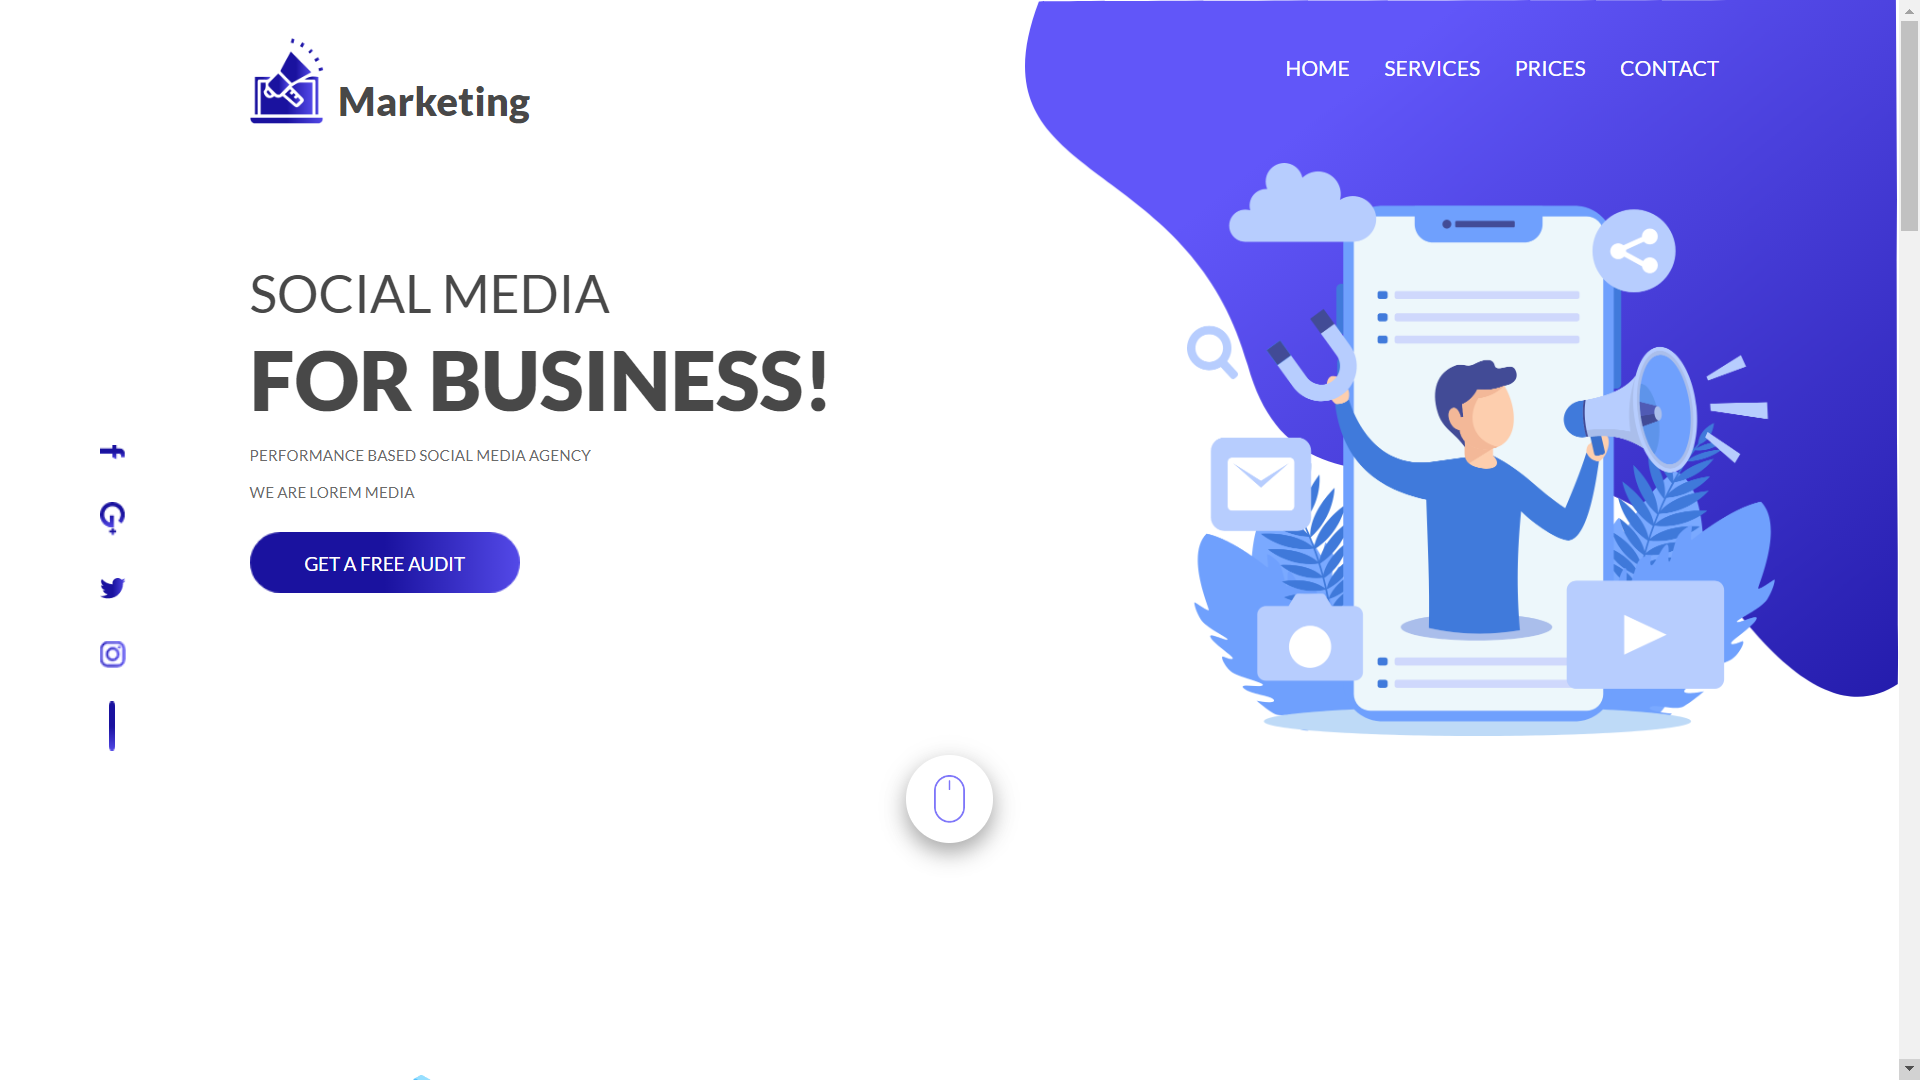 Marketing
HOME SERVICES PRICES CONTACT
SOCIAL MEDIA
FOR BUSINESS!
PERFORMANCE BASED SOCIAL MEDIA AGENCY
WE ARE LOREM MEDIA
GET A FREE AUDIT